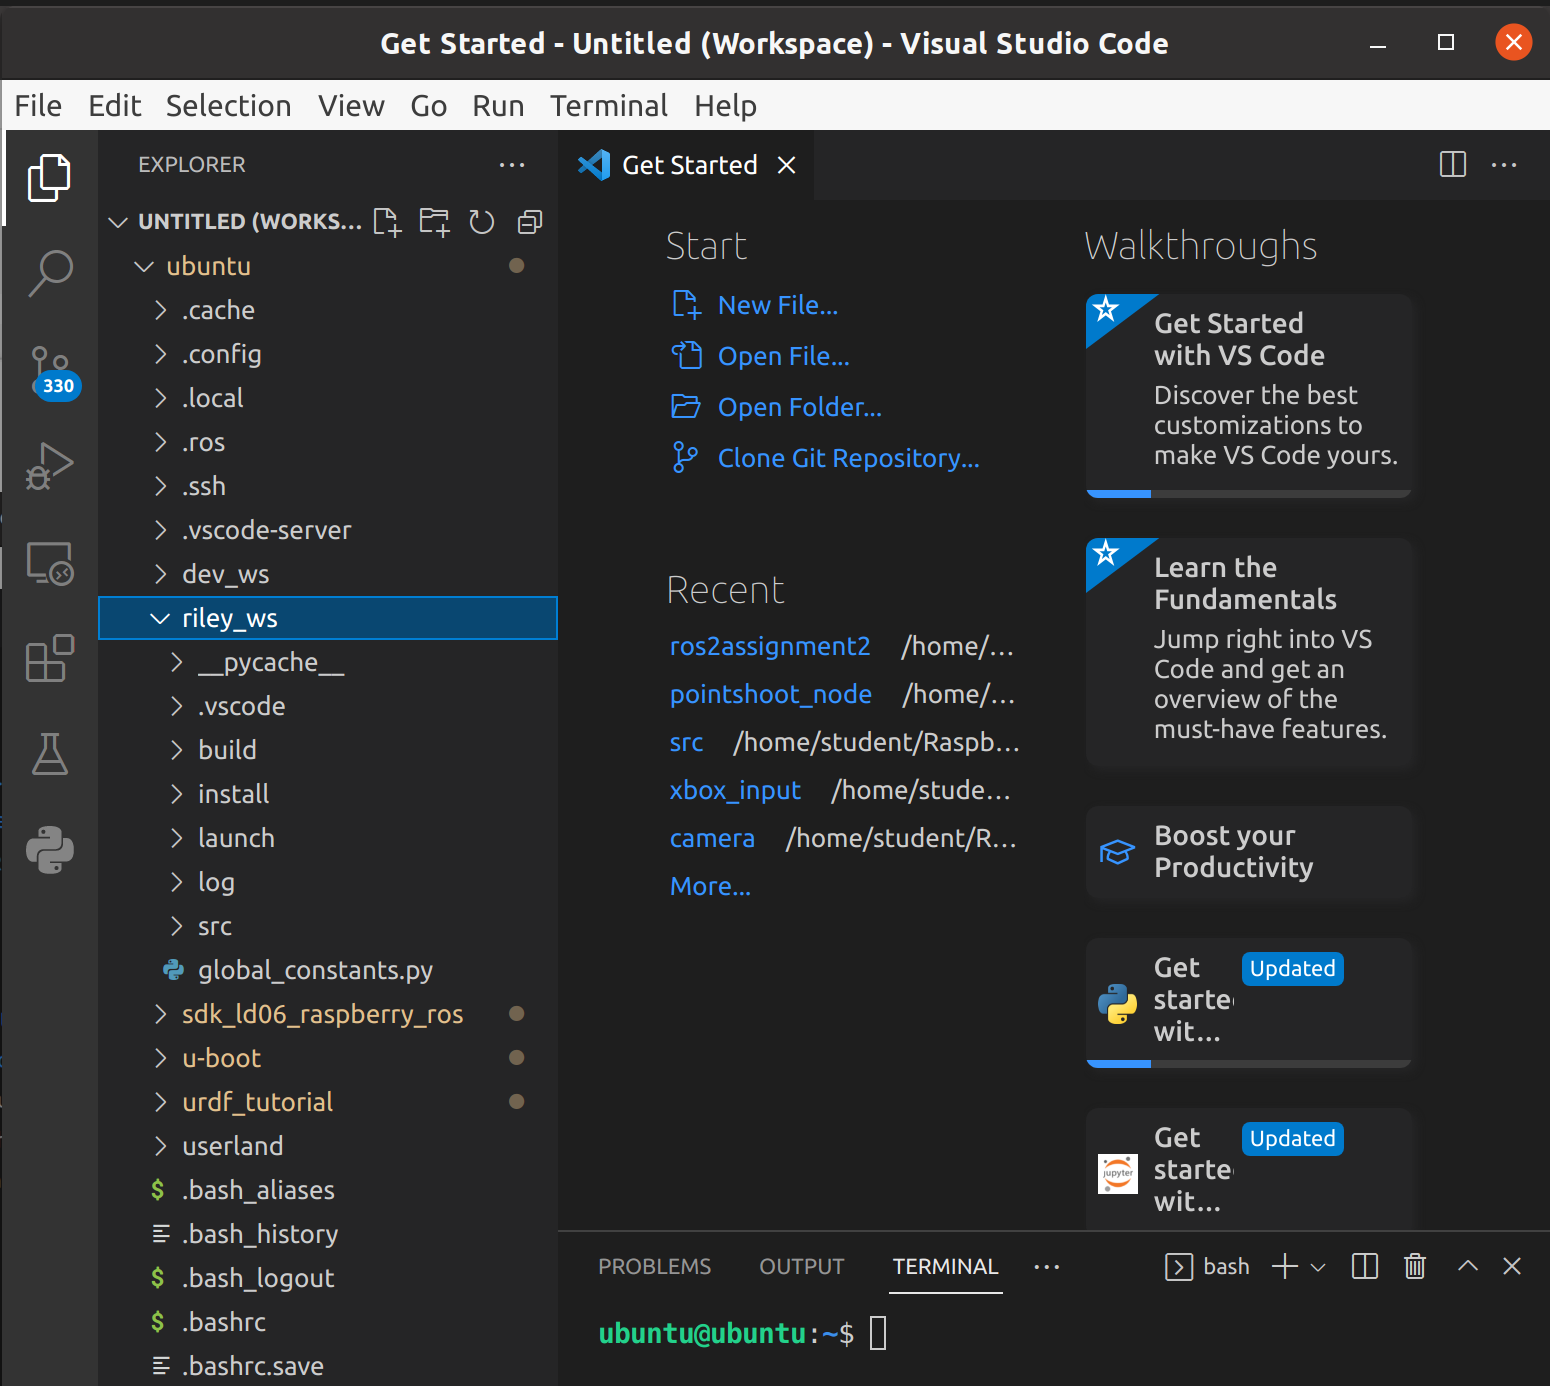 Get Started - Untitled (Workspace) - Visual Studio Code
File Edit Selection View Go Run Terminal Help
EXPLORER
UNTITLED (WORKS...
ubuntu
.cache
.config
.local
.ros
.ssh
.vscode-server
dev_ws
riley_ws
__pycache__
.vscode
build
install
launch
log
src
global_constants.py
sdk_ld06_raspberry_ros
u-boot
urdf_tutorial
userland
.bash_aliases
.bash_history
.bash_logout
.bashrc
.bashrc.save
330
Get Started
Start
New File...
Open File...
Open Folder...
Clone Git Repository...
Recent
ros2assignment2 /home/...
pointshoot_node /home/...
src /home/student/Raspb...
xbox_input /home/stude...
camera /home/student/R...
More...
Walkthroughs
Get Started
with VS Code
Discover the best
customizations to
make VS Code yours.
Learn the
Fundamentals
Jump right into VS
Code and get an
overview of the
must-have features.
Boost your
Productivity
Get Updated
starte
wit...
jupyter
Get Updated
starte
wit...
PROBLEMS OUTPUT TERMINAL ... bash
ubuntu@ubuntu:~$